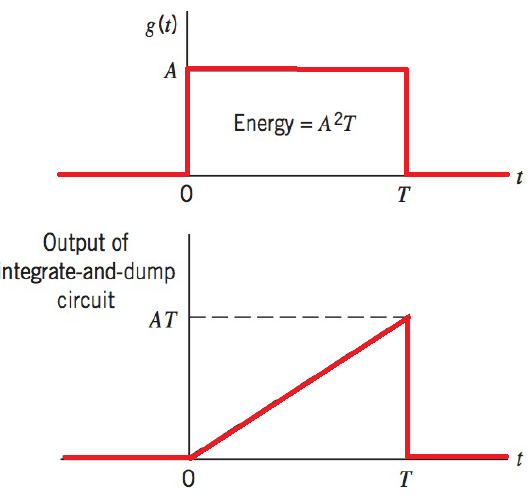 g(t)
A
Energy = A²T
0
T
t
Output of
integrate-and-dump
circuit
AT
0
T
t